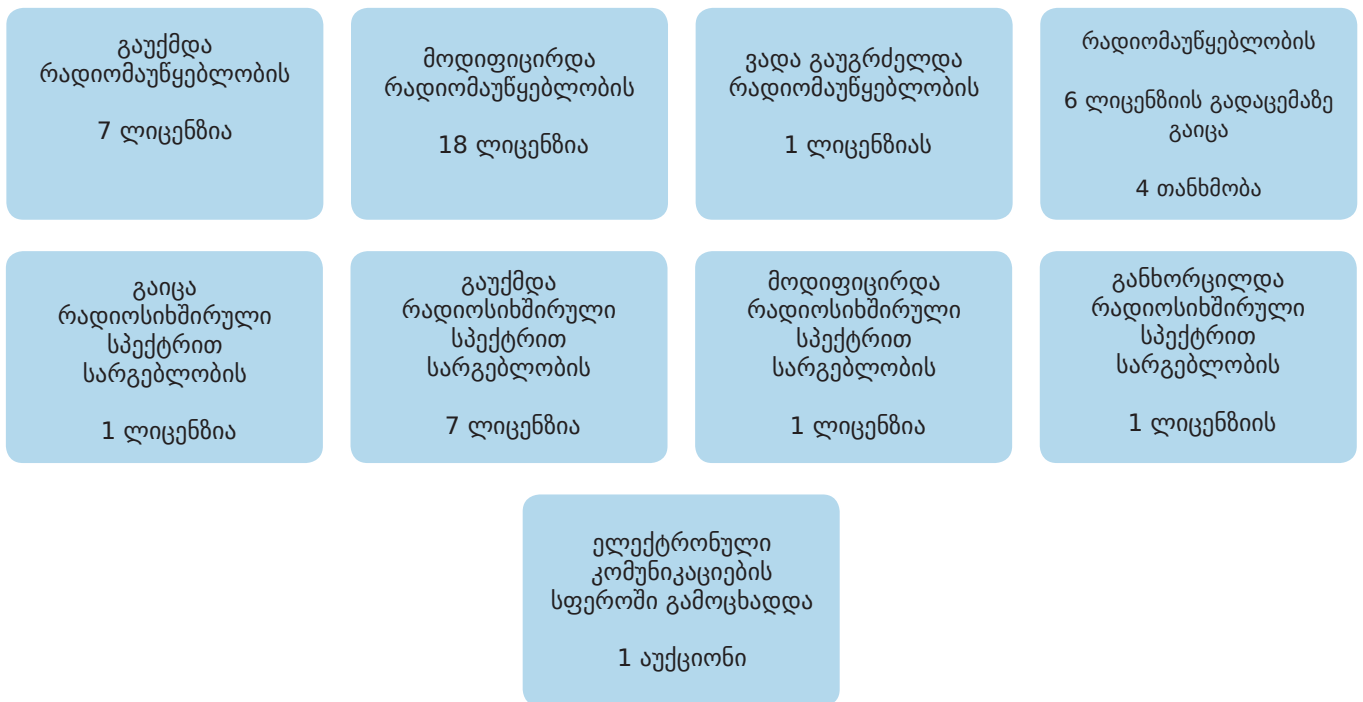 გაუქმდა
რადიომაუწყებლობის
7 ლიცენზია
მოდიფიცირდა
რადიომაუწყებლობის
18 ლიცენზია
ვადა გაუგრძელდა
რადიომაუწყებლობის
1 ლიცენზიას
რადიომაუწყებლობის
6 ლიცენზიის გადაცემაზე
გაიცა
4 თანხმობა
გაიცა
რადიოსიხშირული
სპექტრით
სარგებლობის
1 ლიცენზია
გაუქმდა
რადიოსიხშირული
სპექტრით
სარგებლობის
7 ლიცენზია
მოდიფიცირდა
რადიოსიხშირული
სპექტრით
სარგებლობის
1 ლიცენზია
განხორცილდა
რადიოსიხშირული
სპექტრით
სარგებლობის
1 ლიცენზიის
ელექტრონული
კომუნიკაციების
სფეროში გამოცხადდა
1 აუქციონი